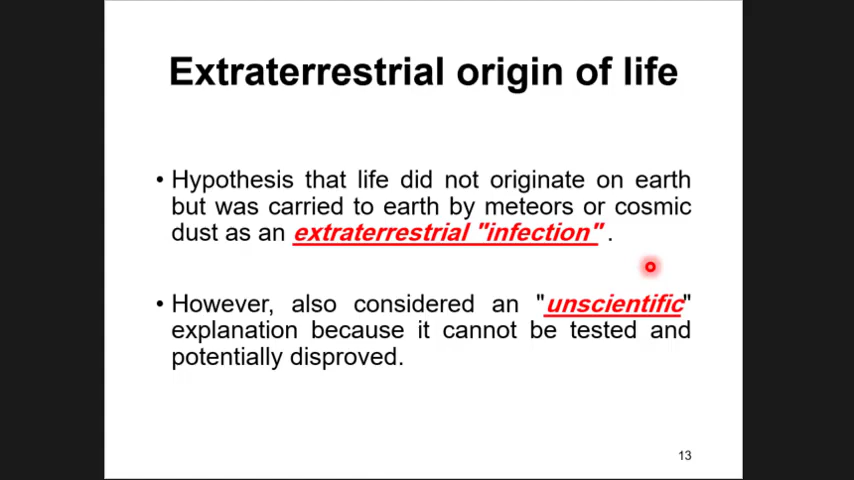 Extraterrestrial origin of life
• Hypothesis that life did not originate on earth
but was carried to earth by meteors or cosmic
dust as an extraterrestrial "infection" .
• However, also considered an "unscientific"
explanation because it cannot be tested and
potentially disproved.
13